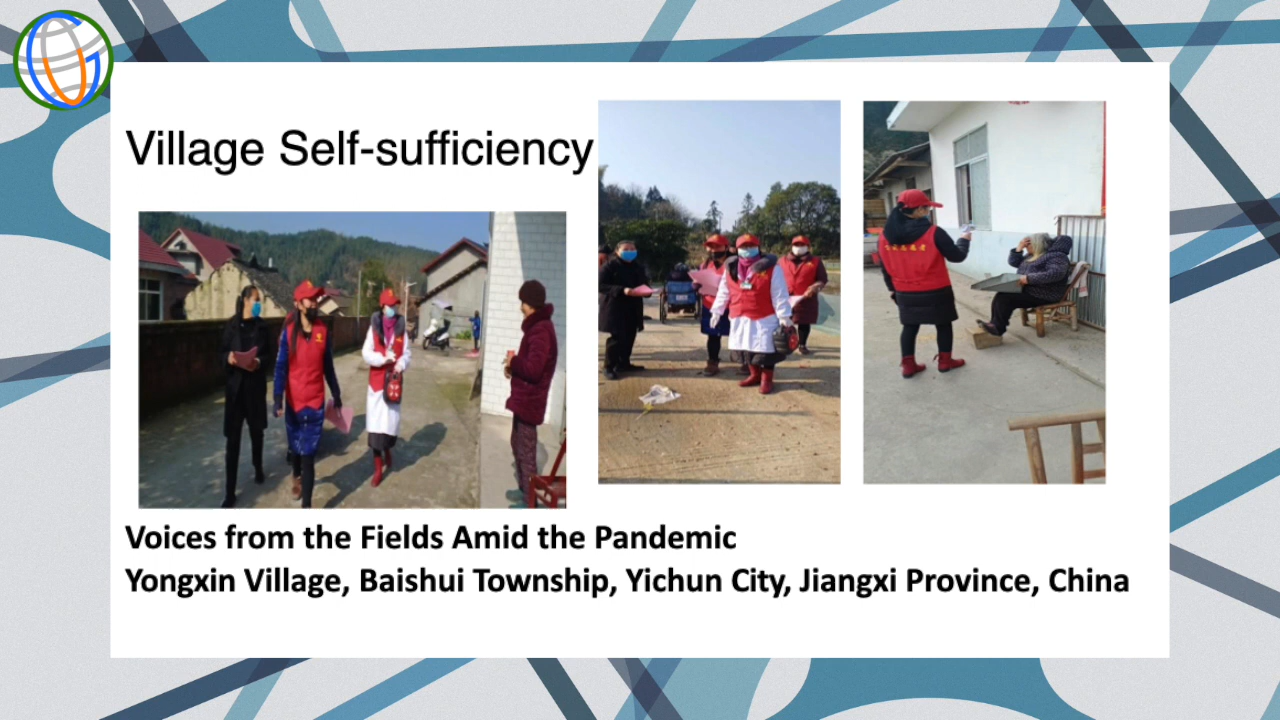 Village Self-sufficiency
Voices from the Fields Amid the Pandemic
Yongxin Village, Baishui Township, Yichun City, Jiangxi Province, China